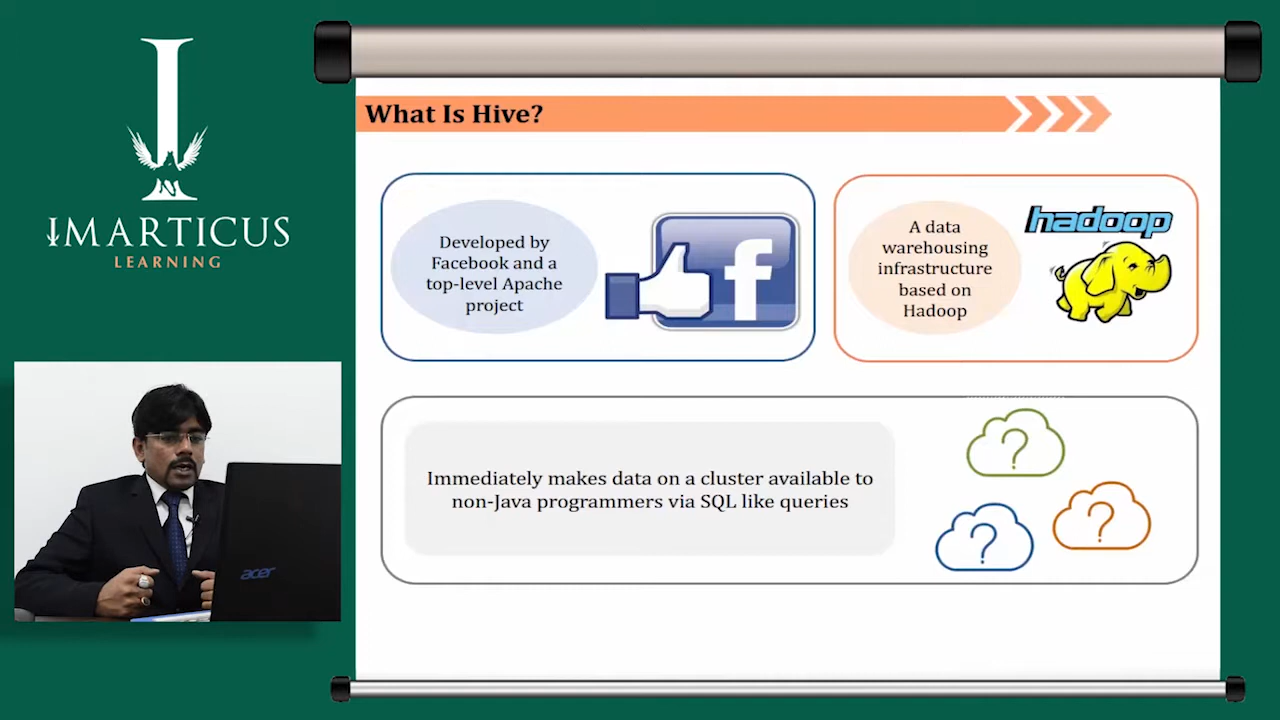 IMARTICUS
LEARNING
What Is Hive?
Developed by
Facebook and a
top-level Apache
project
f
A data
warehousing
infrastructure
based on
Hadoop
hadoop
Immediately makes data on a cluster available to
non-Java programmers via SQL like queries
?
?
?
acer